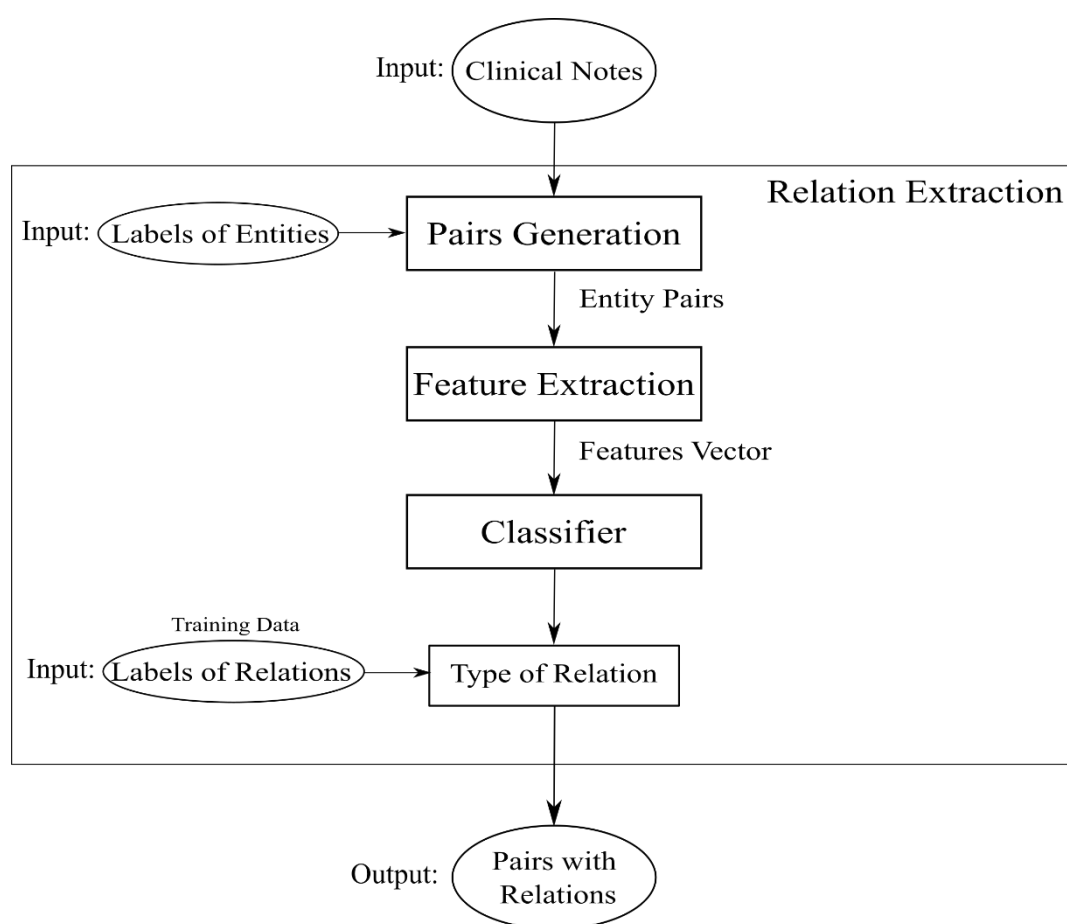 Input: Clinical Notes
Relation Extraction
Input: Labels of Entities
Pairs Generation
Entity Pairs
Feature Extraction
Features Vector
Classifier
Training Data
Input: Labels of Relations
Type of Relation
Output: Pairs with
Relations